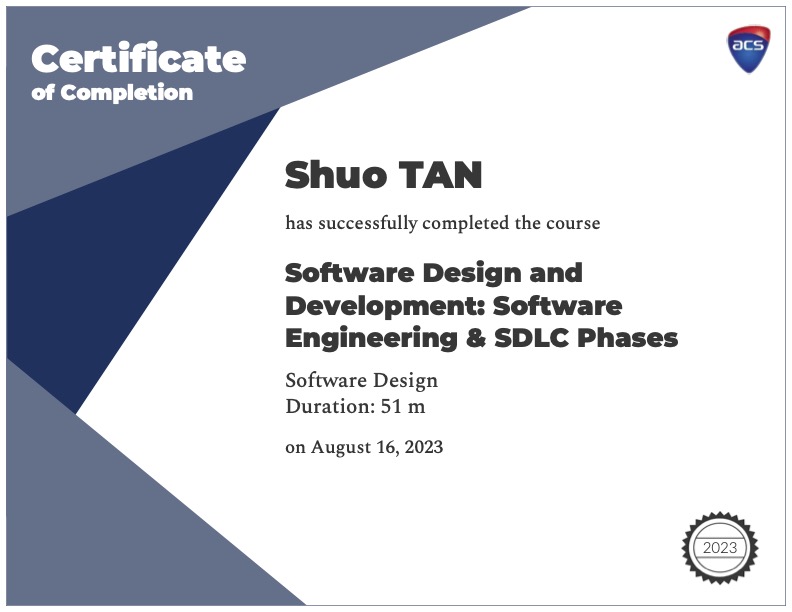 Certificate
of Completion
acs
Shuo TAN
has successfully completed the course
Software Design and
Development: Software
Engineering & SDLC Phases
Software Design
Duration: 51 m
on August 16, 2023
2023